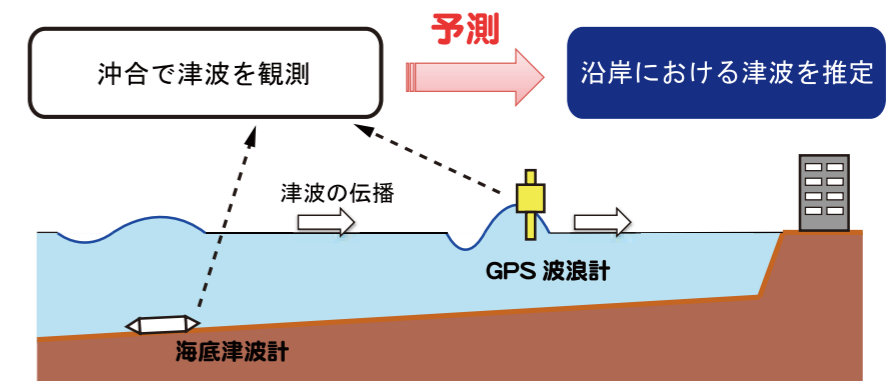 予測
沖合で津波を観測
沿岸における津波を推定
津波の伝播
GPS 波浪計
海底津波計